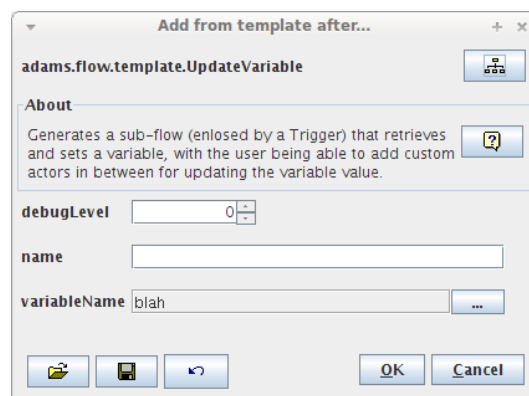 Add from template after...
adams.flow.template.UpdateVariable
About
Generates a sub-flow (enlosed by a Trigger) that retrieves
and sets a variable, with the user being able to add custom
actors in between for updating the variable value.
debugLevel 0
name
variableName blah ...
OK Cancel